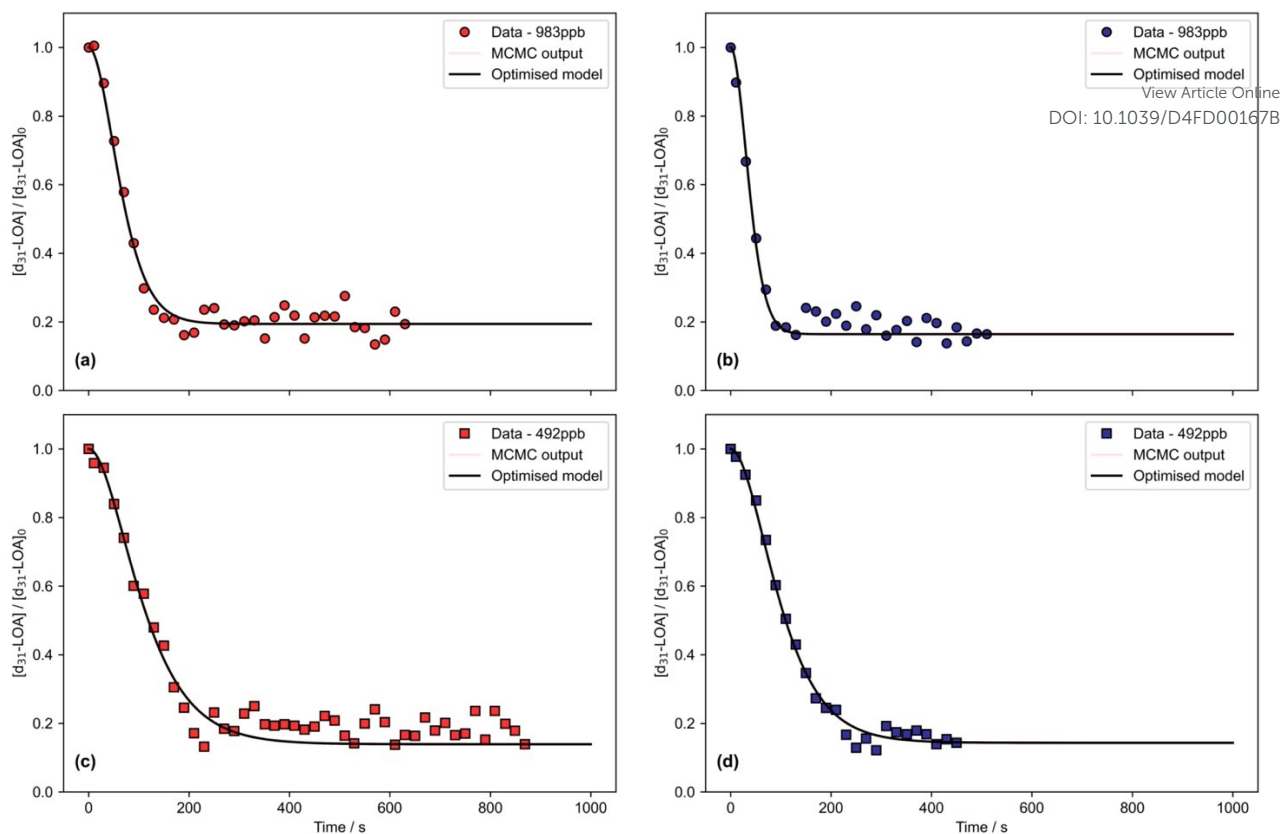 1.0
0.8
0.6
0.4
0.2
0.0
[d₃₁-LOA] / [d₃₁-LOA]₀
Data - 983ppb
MCMC output
Optimised model
(a)
1.0
0.8
0.6
0.4
0.2
0.0
[d₃₁-LOA] / [d₃₁-LOA]₀
Data - 983ppb
MCMC output
Optimised model
View Article Online
DOI: 10.1039/D4FD00167B
(b)
1.0
0.8
0.6
0.4
0.2
0.0
[d₃₁-LOA] / [d₃₁-LOA]₀
Data - 492ppb
MCMC output
Optimised model
(c)
0 200 400 600 800 1000
Time / s
1.0
0.8
0.6
0.4
0.2
0.0
[d₃₁-LOA] / [d₃₁-LOA]₀
Data - 492ppb
MCMC output
Optimised model
(d)
0 200 400 600 800 1000
Time / s